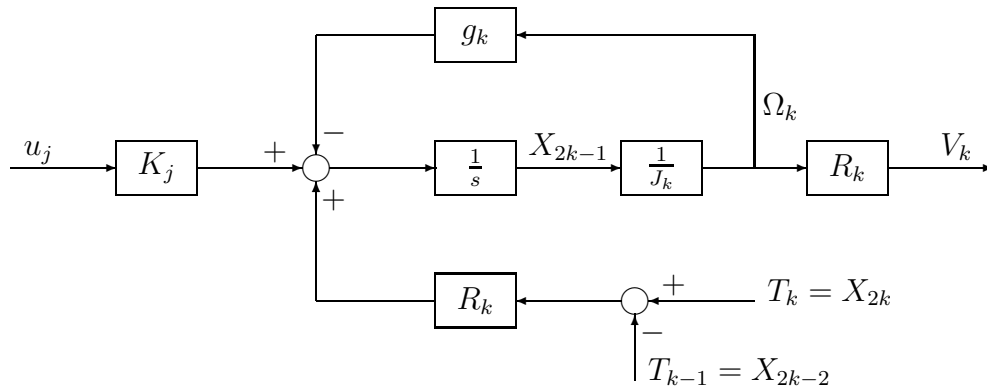 g_k
Ω_k
−
u_j
K_j
+
1/s
X_{2k−1}
1/J_k
R_k
V_k
+
R_k
+
T_k = X_{2k}
−
T_{k−1} = X_{2k−2}